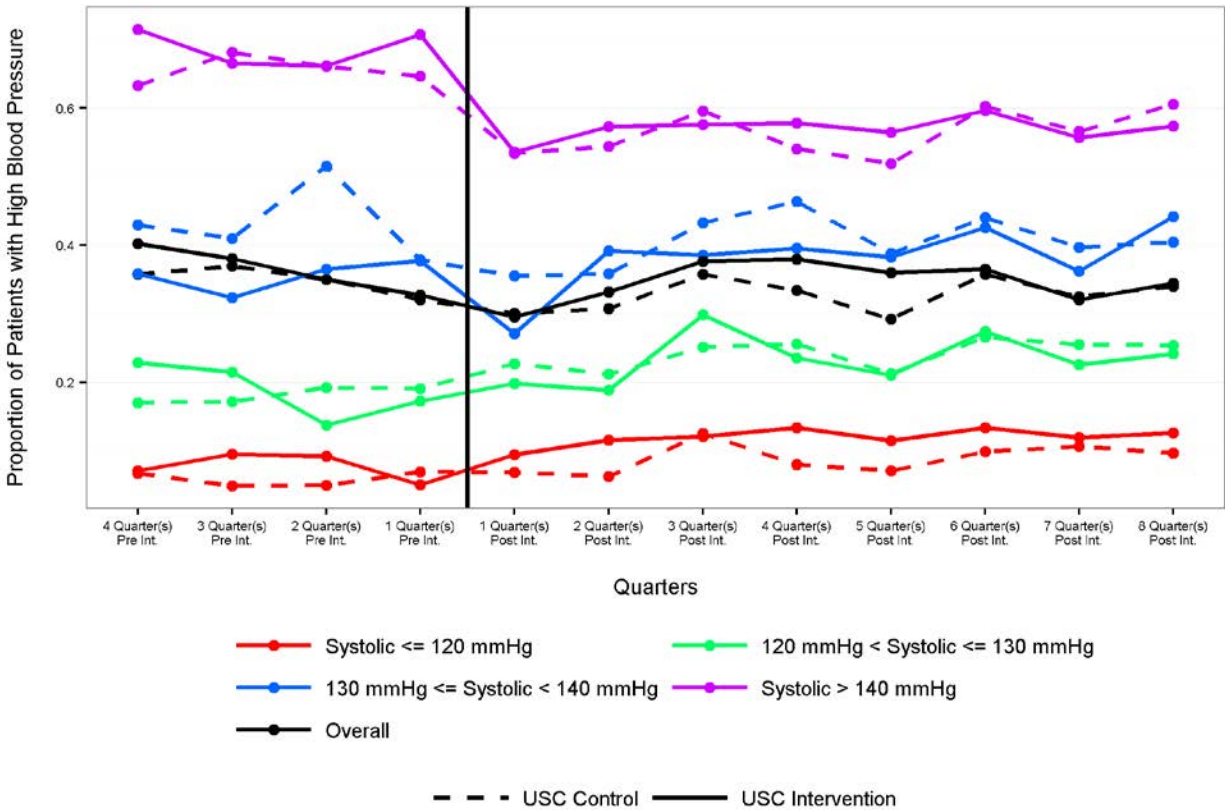 Proportion of Patients with High Blood Pressure
0.6
0.4
0.2
4 Quarter(s) 3 Quarter(s) 2 Quarter(s) 1 Quarter(s) 1 Quarter(s) 2 Quarter(s) 3 Quarter(s) 4 Quarter(s) 5 Quarter(s) 6 Quarter(s) 7 Quarter(s) 8 Quarter(s)
Pre Int. Pre Int. Pre Int. Pre Int. Post Int. Post Int. Post Int. Post Int. Post Int. Post Int. Post Int. Post Int.
Quarters
Systolic <= 120 mmHg 120 mmHg < Systolic <= 130 mmHg
130 mmHg <= Systolic < 140 mmHg Systolic > 140 mmHg
Overall
USC Control USC Intervention